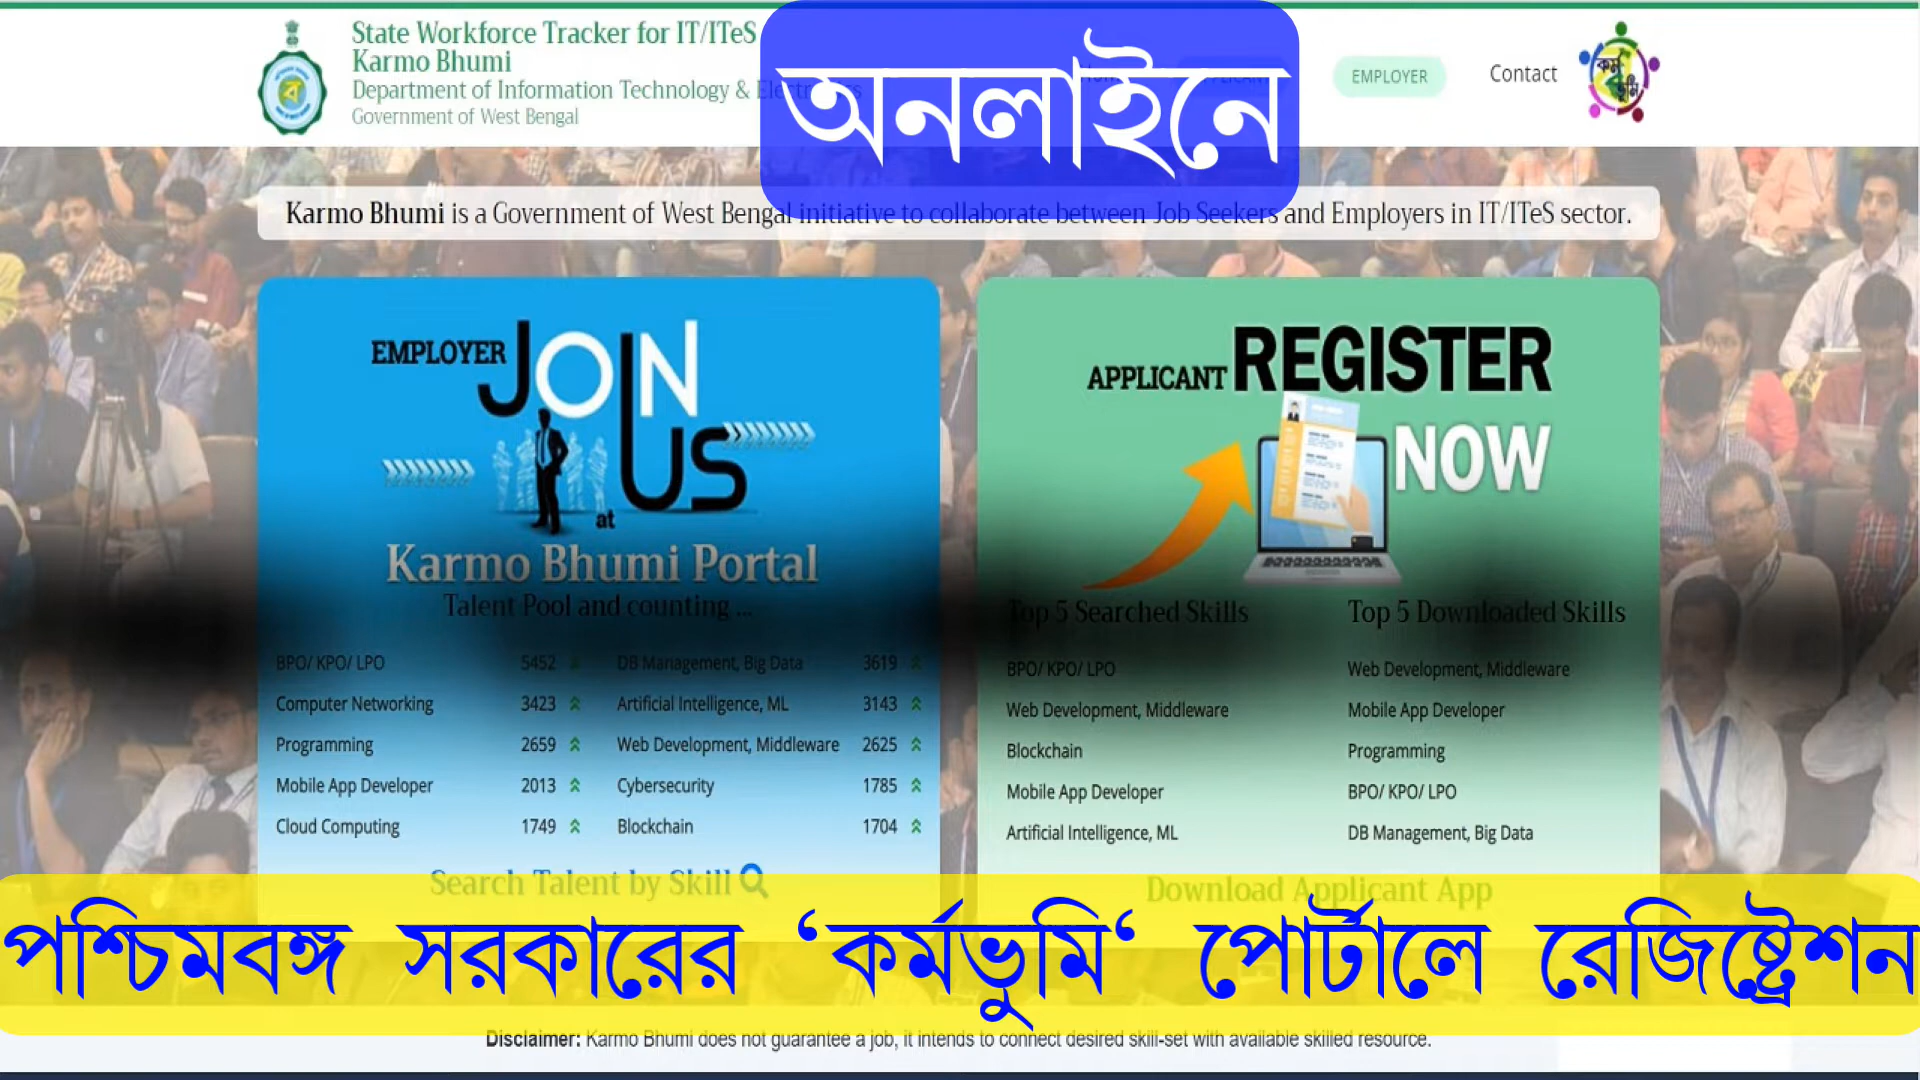 State Workforce Tracker for IT/ITeS
Karmo Bhumi
Department of Information Technology & Electronics
Government of West Bengal
অনলাইনে
EMPLOYER
Contact
কর্ম ভূমি
Karmo Bhumi is a Government of West Bengal initiative to collaborate between Job Seekers and Employers in IT/ITeS sector.
EMPLOYER JOIN
US
at
Karmo Bhumi Portal
Talent Pool and counting ...
BPO/ KPO/ LPO 5452 DB Management, Big Data 3619
Computer Networking 3423 Artificial Intelligence, ML 3143
Programming 2659 Web Development, Middleware 2625
Mobile App Developer 2013 Cybersecurity 1785
Cloud Computing 1749 Blockchain 1704
Search Talent by Skill
APPLICANT REGISTER
NOW
Top 5 Searched Skills Top 5 Downloaded Skills
BPO/ KPO/ LPO Web Development, Middleware
Web Development, Middleware Mobile App Developer
Blockchain Programming
Mobile App Developer BPO/ KPO/ LPO
Artificial Intelligence, ML DB Management, Big Data
Download Applicant App
পশ্চিমবঙ্গ সরকারের ‘কর্মভুমি‘ পোর্টালে রেজিষ্ট্রেশন
Disclaimer: Karmo Bhumi does not guarantee a job, it intends to connect desired skill-set with available skilled resource.